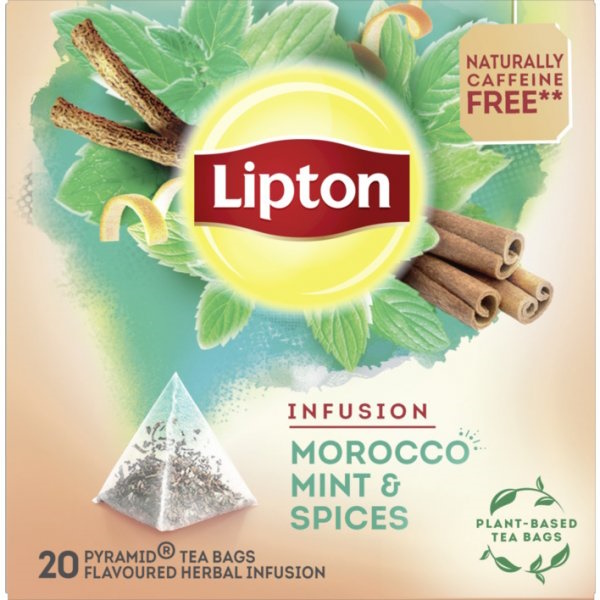 NATURALLY
CAFFEINE
FREE**
Lipton
INFUSION
MOROCCO
MINT &
SPICES
PLANT-BASED
TEA BAGS
20 PYRAMID® TEA BAGS
FLAVOURED HERBAL INFUSION